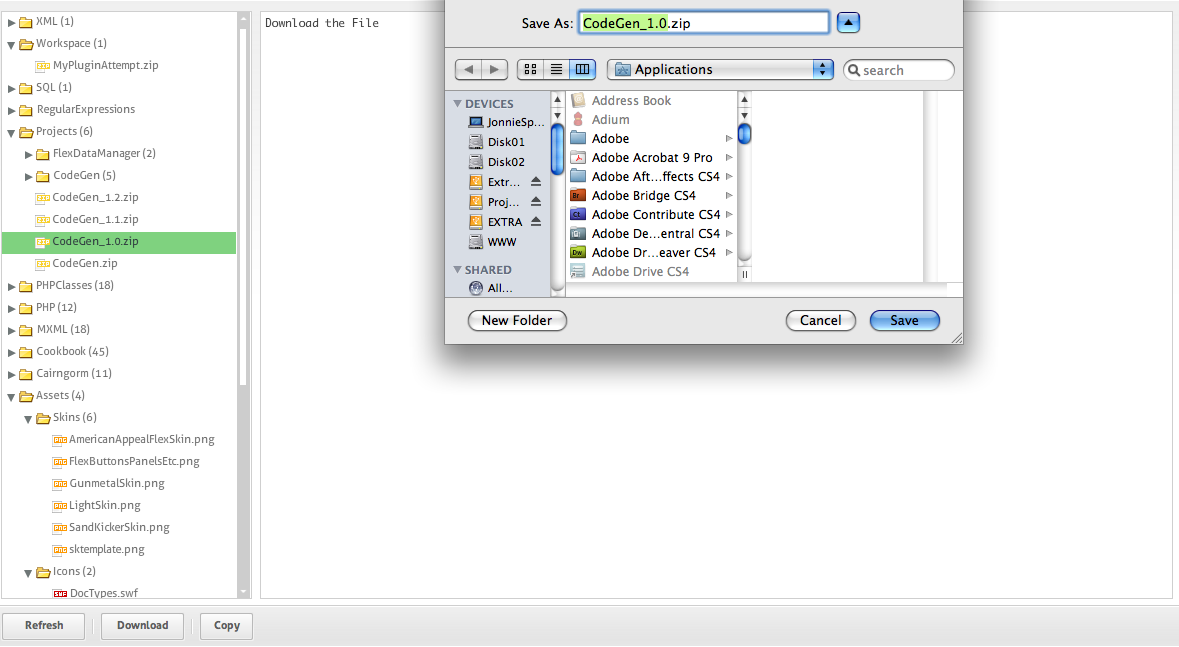 XML (1)
Workspace (1)
MyPluginAttempt.zip
SQL (1)
RegularExpressions
Projects (6)
FlexDataManager (2)
CodeGen (5)
CodeGen_1.2.zip
CodeGen_1.1.zip
CodeGen_1.0.zip
CodeGen.zip
PHPClasses (18)
PHP (12)
MXML (18)
Cookbook (45)
Cairngorm (11)
Assets (4)
Skins (6)
AmericanAppealFlexSkin.png
FlexButtonsPanelsEtc.png
GunmetalSkin.png
LightSkin.png
SandKickerSkin.png
sktemplate.png
Icons (2)
DocTypes.swf
Download the File
Save As: CodeGen_1.0.zip
Applications
search
DEVICES
JonnieSp...
Disk01
Disk02
Extr...
Proj...
EXTRA
WWW
SHARED
All...
Address Book
Adium
Adobe
Adobe Acrobat 9 Pro
Adobe Aft...ffects CS4
Adobe Bridge CS4
Adobe Contribute CS4
Adobe De...entral CS4
Adobe Dr...eaver CS4
Adobe Drive CS4
New Folder
Cancel
Save
Refresh
Download
Copy